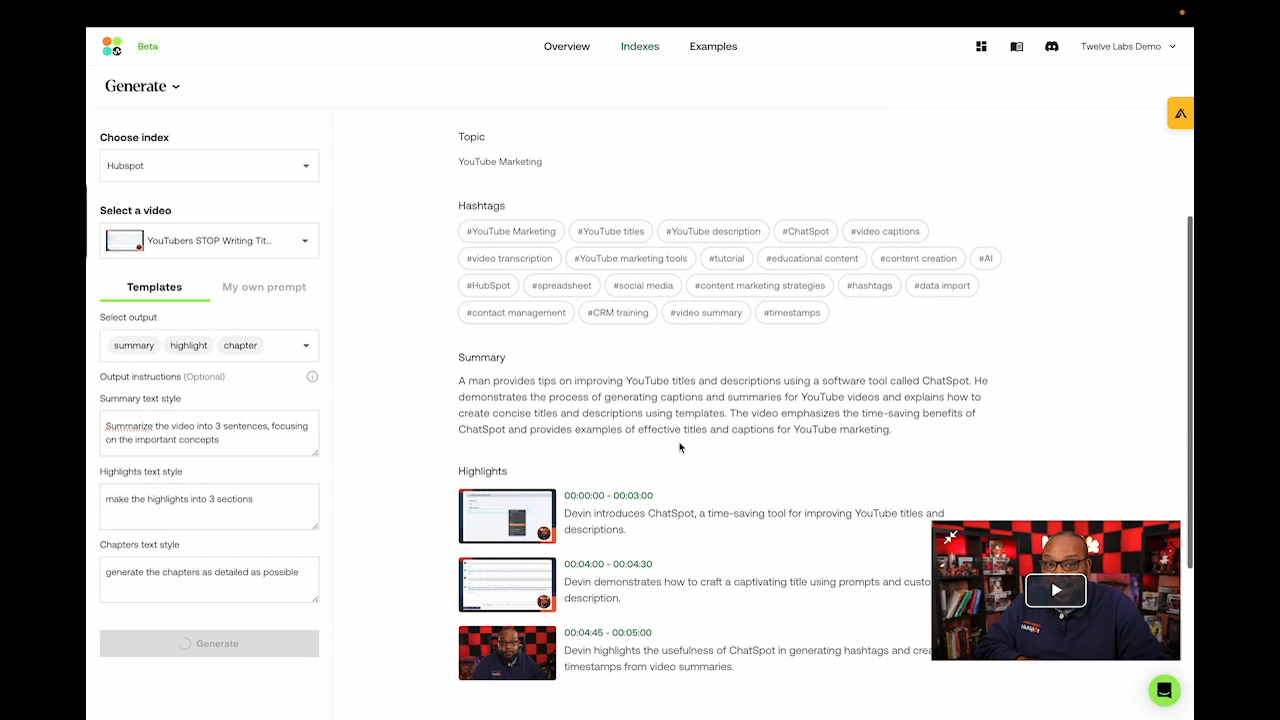 Beta
Overview
Indexes
Examples
Twelve Labs Demo
Generate
Choose index
Hubspot
Select a video
YouTubers STOP Writing Tit...
Templates
My own prompt
Select output
summary highlight chapter
Output instructions (Optional)
Summary text style
Summarize the video into 3 sentences, focusing
on the important concepts
Highlights text style
make the highlights into 3 sections
Chapters text style
generate the chapters as detailed as possible
Generate
Topic
YouTube Marketing
Hashtags
#YouTube Marketing #YouTube titles #YouTube description #ChatSpot #video captions
#video transcription #YouTube marketing tools #tutorial #educational content #content creation #AI
#HubSpot #spreadsheet #social media #content marketing strategies #hashtags #data import
#contact management #CRM training #video summary #timestamps
Summary
A man provides tips on improving YouTube titles and descriptions using a software tool called ChatSpot. He
demonstrates the process of generating captions and summaries for YouTube videos and explains how to
create concise titles and descriptions using templates. The video emphasizes the time-saving benefits of
ChatSpot and provides examples of effective titles and captions for YouTube marketing.
Highlights
00:00:00 - 00:03:00
Devin introduces ChatSpot, a time-saving tool for improving YouTube titles and
descriptions.
00:04:00 - 00:04:30
Devin demonstrates how to craft a captivating title using prompts and custo
description.
00:04:45 - 00:05:00
Devin highlights the usefulness of ChatSpot in generating hashtags and crea
timestamps from video summaries.
HubSpot